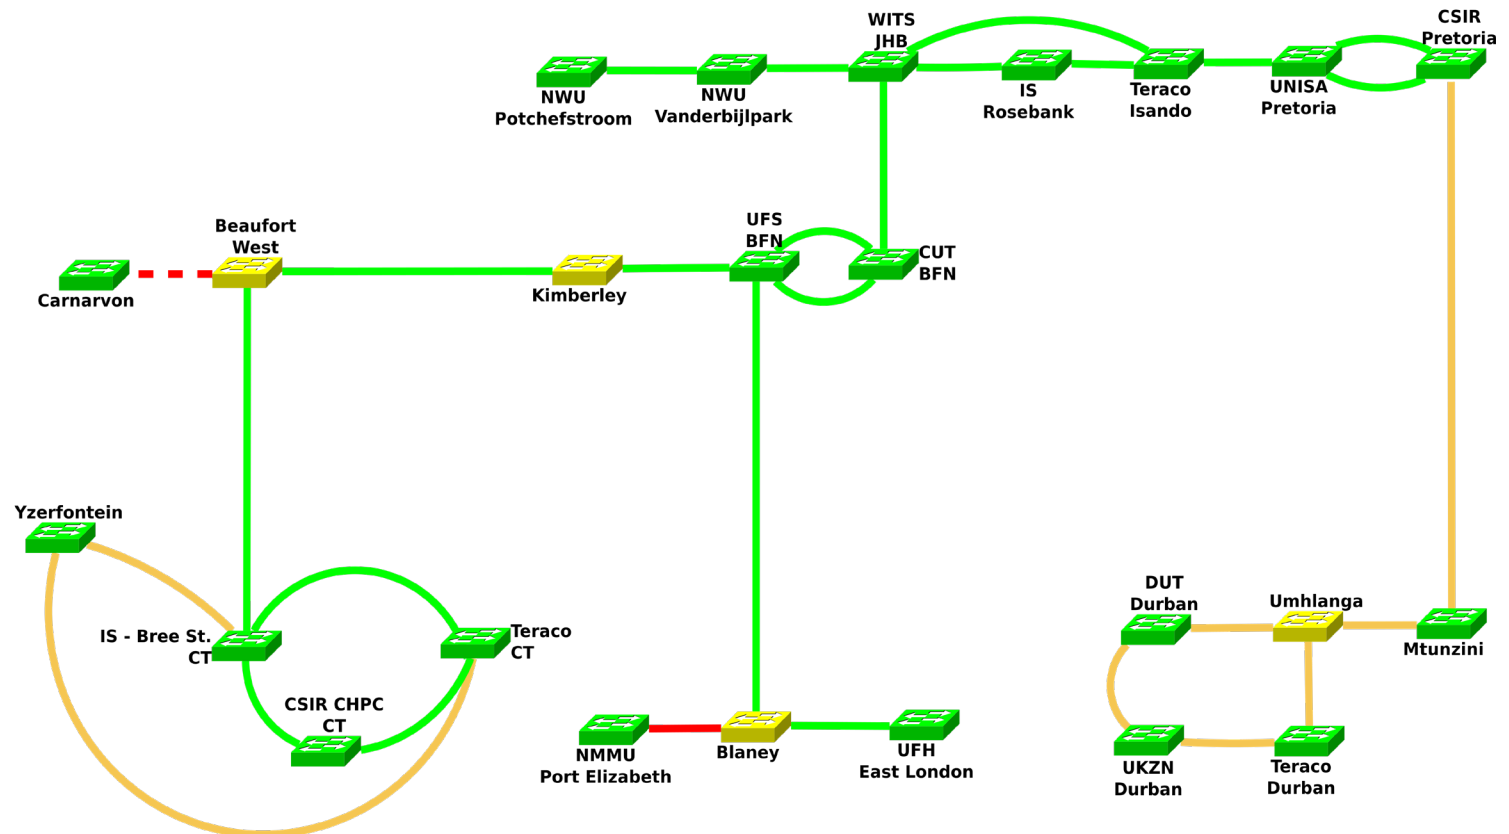 WITS
JHB
CSIR
Pretoria
NWU
Potchefstroom
NWU
Vanderbijlpark
IS
Rosebank
Teraco
Isando
UNISA
Pretoria
Beaufort
West
UFS
BFN
CUT
BFN
Carnarvon
Kimberley
Yzerfontein
IS - Bree St.
CT
Teraco
CT
CSIR CHPC
CT
NMMU
Port Elizabeth
Blaney
UFH
East London
DUT
Durban
Umhlanga
Mtunzini
UKZN
Durban
Teraco
Durban